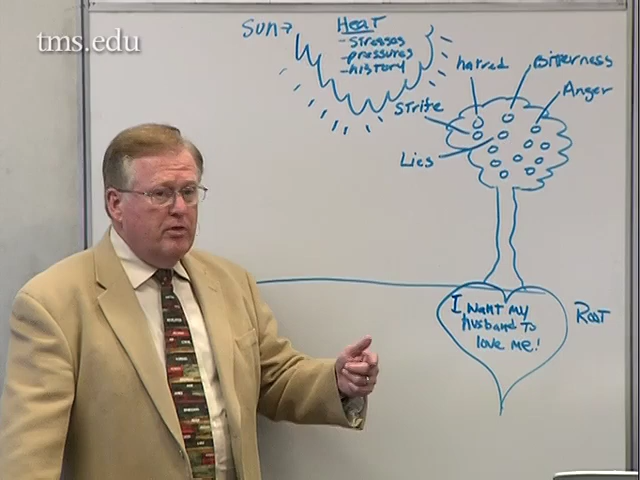 tms.edu
Sun→
Heat
-Stresses
-pressures
-history
hatred
Bitterness
Anger
Strife
Lies
I want my
husband to
love me!
Root